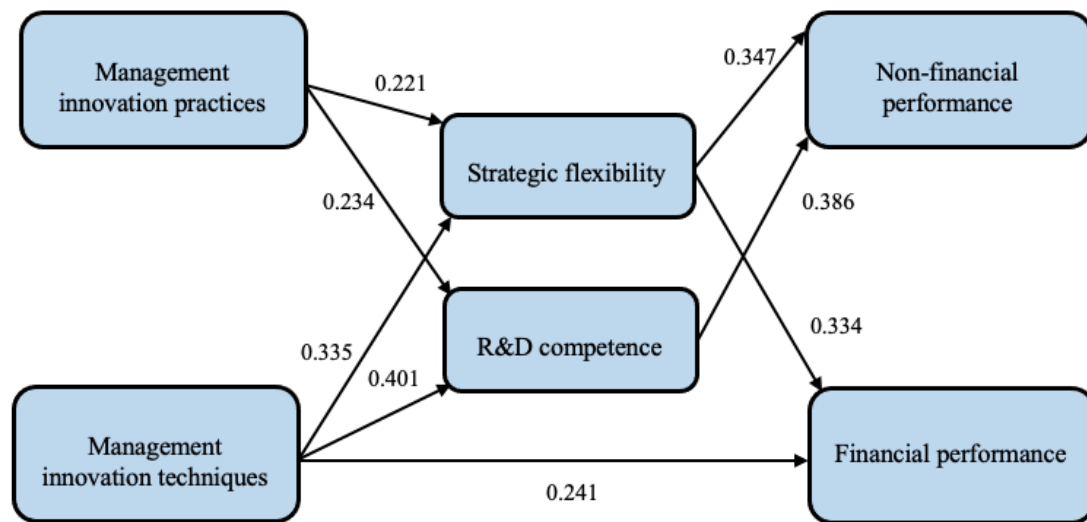 Management
innovation practices
0.221
0.234
Strategic flexibility
0.347
Non-financial
performance
0.386
R&D competence
0.335
0.401
0.334
Management
innovation techniques
0.241
Financial performance